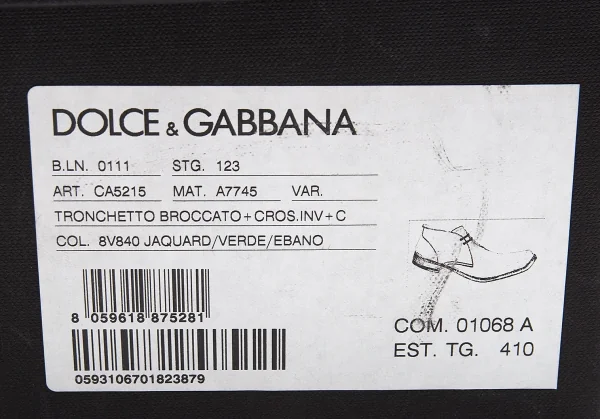 DOLCE & GABBANA
B.LN. 0111 STG. 123
ART. CA5215 MAT. A7745 VAR.
TRONCHETTO BROCCATO+CROS.INV+C
COL. 8V840 JAQUARD/VERDE/EBANO
8 059618 875281
0593106701823879
COM. 01068 A
EST. TG. 410